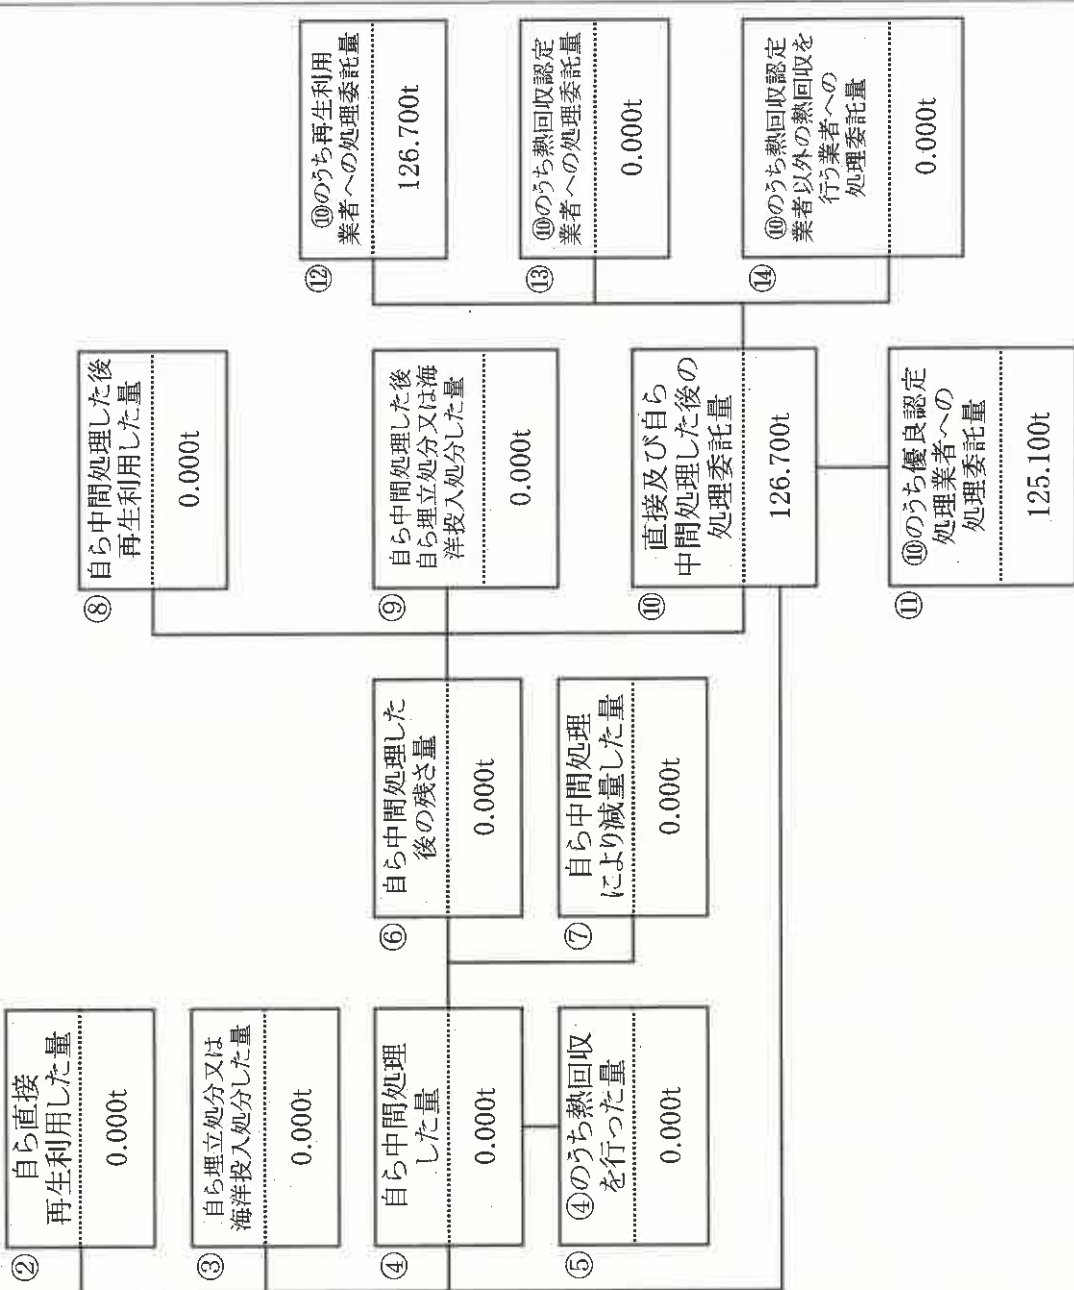 ②
自ら直接
再生利用した量
0.000t
③
自ら埋立処分又は
海洋投入処分した量
0.000t
④
自ら中間処理
した量
0.000t
⑤
④のうち熱回収
を行った量
0.000t
⑥
自ら中間処理した
後の残さ量
0.000t
⑦
自ら中間処理
により減量した量
0.000t
⑧
自ら中間処理した後
再生利用した量
0.000t
⑨
自ら中間処理した後
自ら埋立処分又は海
洋投入処分した量
0.000t
⑩
直接及び自ら
中間処理した後の
処理委託量
126.700t
⑪
⑩のうち優良認定
処理業者への
処理委託量
125.100t
⑫
⑩のうち再生利用
業者への処理委託量
126.700t
⑬
⑩のうち熱回収認定
業者への処理委託量
0.000t
⑭
⑩のうち熱回収認定
業者以外の熱回収を
行う業者への
処理委託量
0.000t